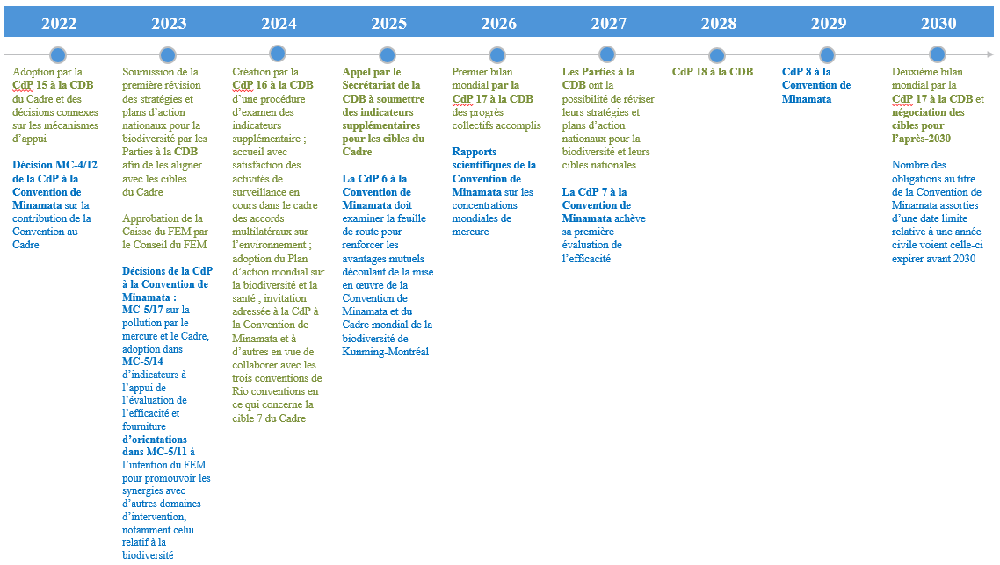 2022
2023
2024
2025
2026
2027
2028
2029
2030
Adoption par la
CdP 15 à la CDB
du Cadre et des
décisions connexes
sur les mécanismes
d’appui
Décision MC-4/12
de la CdP à la
Convention de
Minamata sur la
contribution de la
Convention au
Cadre
Soumission de la
première révision
des stratégies et
plans d’action
nationaux pour la
biodiversité par les
Parties à la CDB
afin de les aligner
avec les cibles
du Cadre
Approbation de la
Caisse du FEM par
le Conseil du FEM
Décisions de la CdP
à la Convention de
Minamata :
MC-5/17 sur la
pollution par le
mercure et le Cadre,
adoption dans
MC-5/14
d’indicateurs à
l’appui de
l’évaluation de
l’efficacité et
fourniture
d’orientations
dans MC-5/11 à
l’intention du FEM
pour promouvoir les
synergies avec
d’autres domaines
d’intervention,
notamment celui
relatif à la
biodiversité
Création par la
CdP 16 à la CDB
d’une procédure
d’examen des
indicateurs
supplémentaire ;
accueil avec
satisfaction des
activités de
surveillance en
cours dans le cadre
des accords
multilatéraux sur
l’environnement ;
adoption du Plan
d’action mondial sur
la biodiversité et la
santé ; invitation
adressée à la CdP à
la Convention de
Minamata et à
d’autres en vue de
collaborer avec les
trois conventions de
Rio conventions en
ce qui concerne la
cible 7 du Cadre
Appel par le
Secrétariat de la
CDB à soumettre
des indicateurs
supplémentaires
pour les cibles du
Cadre
La CdP 6 à la
Convention de
Minamata doit
examiner la feuille
de route pour
renforcer les
avantages mutuels
découlant de la mise
en œuvre de la
Convention de
Minamata et du
Cadre mondial de la
biodiversité de
Kunming-Montréal
Premier bilan
mondial par la
CdP 17 à la CDB
des progrès
collectifs accomplis
Rapports
scientifiques de la
Convention de
Minamata sur les
concentrations
mondiales de
mercure
Les Parties à la
CDB ont la
possibilité de réviser
leurs stratégies et
plans d’action
nationaux pour la
biodiversité et leurs
cibles nationales
La CdP 7 à la
Convention de
Minamata achève
sa première
évaluation de
l’efficacité
CdP 18 à la CDB
CdP 8 à la
Convention de
Minamata
Deuxième bilan
mondial par la
CdP 17 à la CDB et
négociation des
cibles pour
l’après-2030
Nombre des
obligations au titre
de la Convention de
Minamata assorties
d’une date limite
relative à une année
civile voient celle-ci
expirer avant 2030